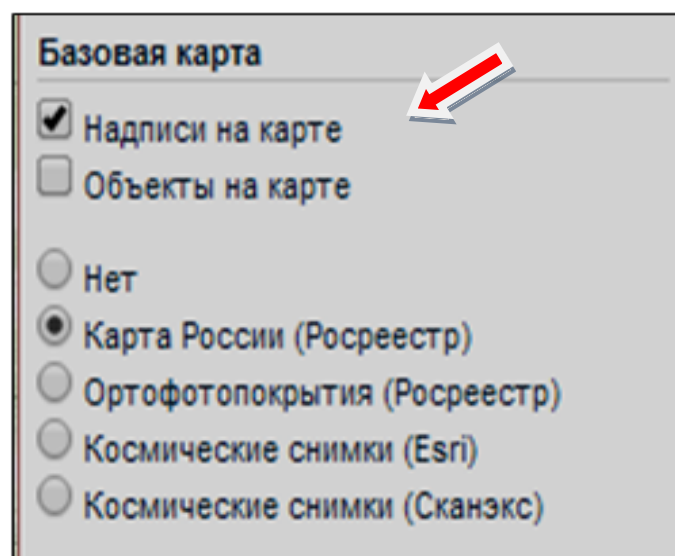 Базовая карта
Надписи на карте
Объекты на карте
Нет
Карта России (Росреестр)
Ортофотопокрытия (Росреестр)
Космические снимки (Esri)
Космические снимки (Сканэкс)